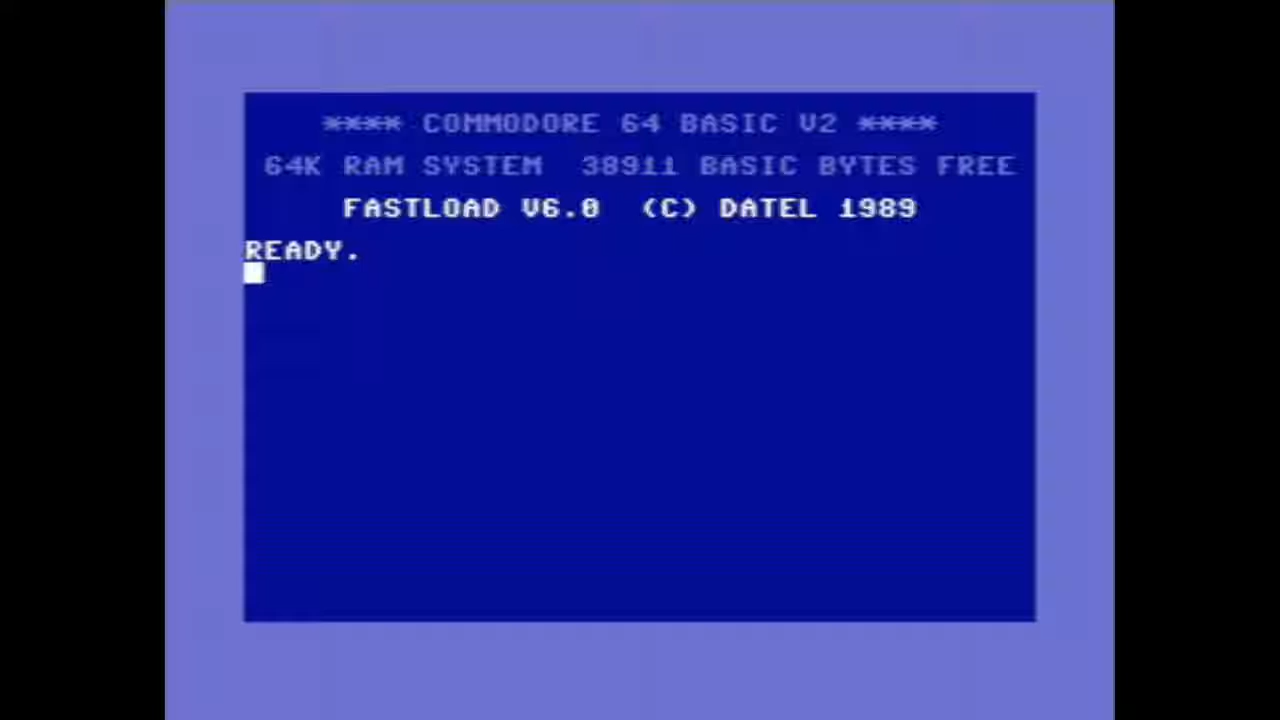 **** COMMODORE 64 BASIC V2 ****
64K RAM SYSTEM  38911 BASIC BYTES FREE
FASTLOAD V6.0  (C) DATEL 1989
READY.